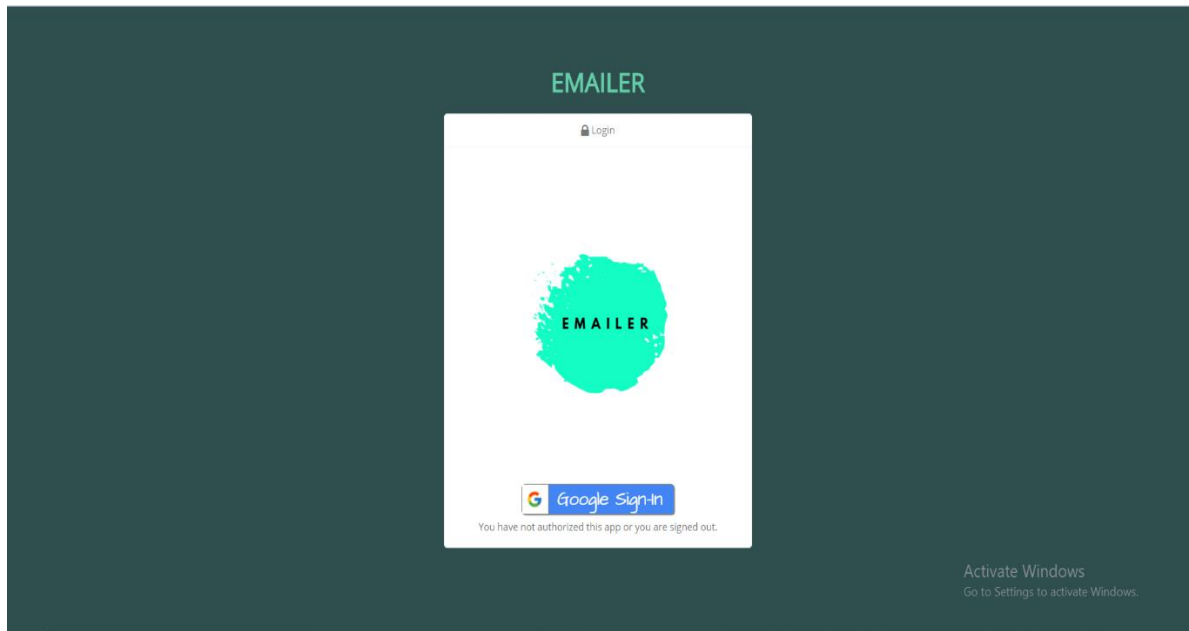 EMAILER
Login
EMAILER
Google Sign-In
You have not authorized this app or you are signed out.
Activate Windows
Go to Settings to activate Windows.